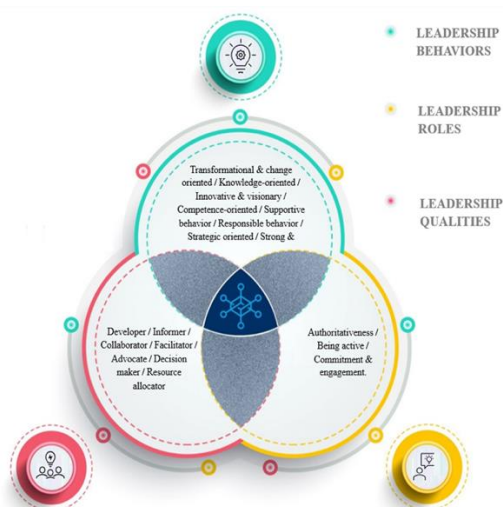 LEADERSHIP
BEHAVIORS
LEADERSHIP
ROLES
LEADERSHIP
QUALITIES
Transformational & change
oriented / Knowledge-oriented /
Innovative & visionary /
Competence-oriented / Supportive
behavior / Responsible behavior /
Strategic oriented / Strong &
Developer / Informer /
Collaborator / Facilitator /
Advocate / Decision
maker / Resource
allocator
Authoritativeness /
Being active /
Commitment &
engagement.